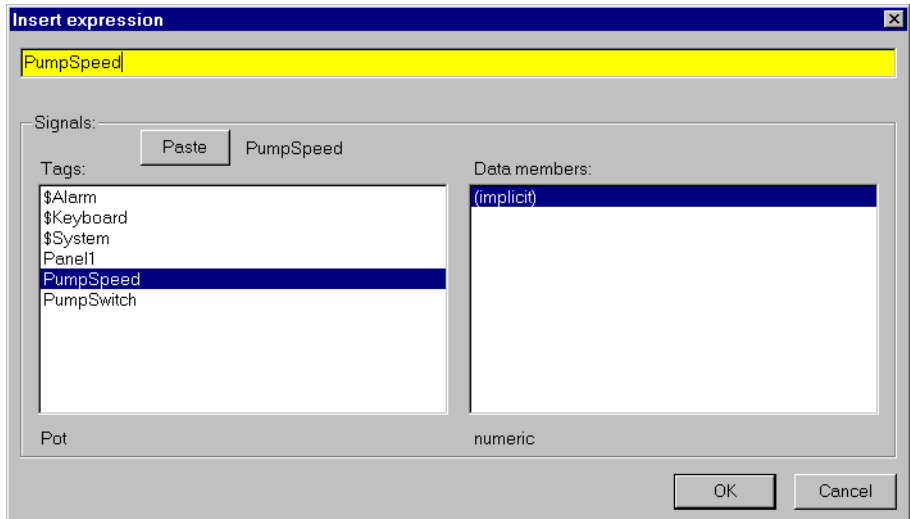 Insert expression
PumpSpeed
Signals:
Paste PumpSpeed
Tags:
$Alarm
$Keyboard
$System
Panel1
PumpSpeed
PumpSwitch
Pot
Data members:
(implicit)
numeric
OK Cancel